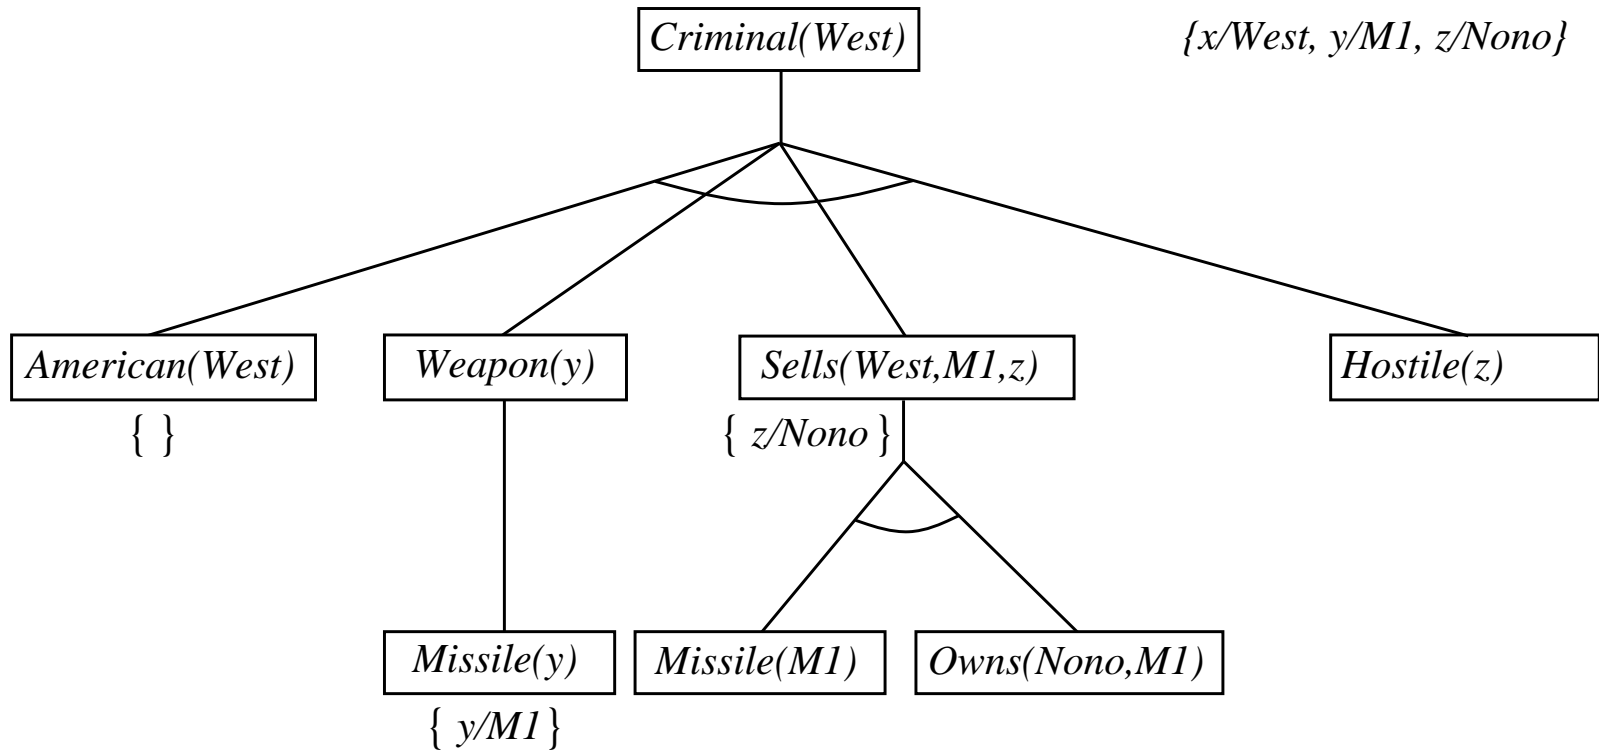 Criminal(West)
{x/West, y/M1, z/Nono}
American(West)
Weapon(y)
Sells(West,M1,z)
Hostile(z)
{ }
{ z/Nono }
Missile(y)
Missile(M1)
Owns(Nono,M1)
{ y/M1 }